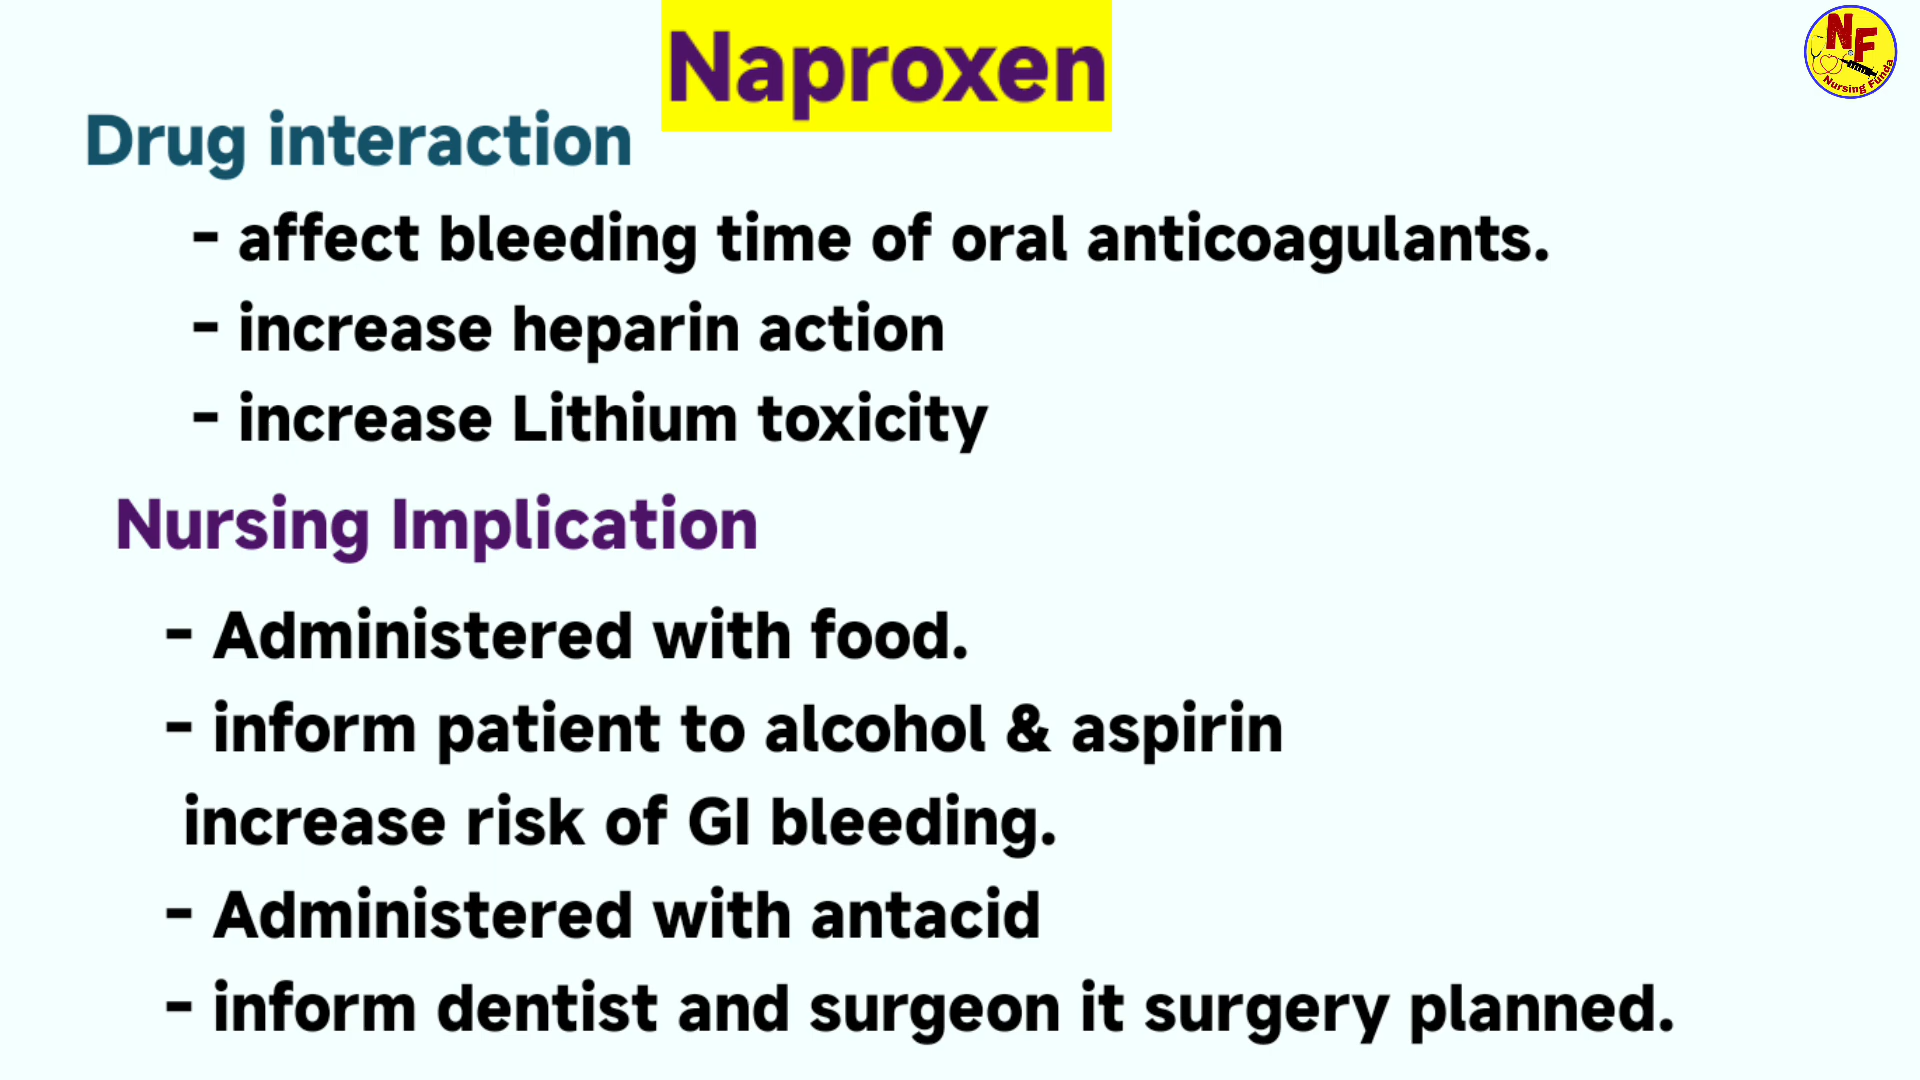 Naproxen
N.F
Nursing Funda
Drug interaction
- affect bleeding time of oral anticoagulants.
- increase heparin action
- increase Lithium toxicity
Nursing Implication
- Administered with food.
- inform patient to alcohol & aspirin
increase risk of GI bleeding.
- Administered with antacid
- inform dentist and surgeon it surgery planned.